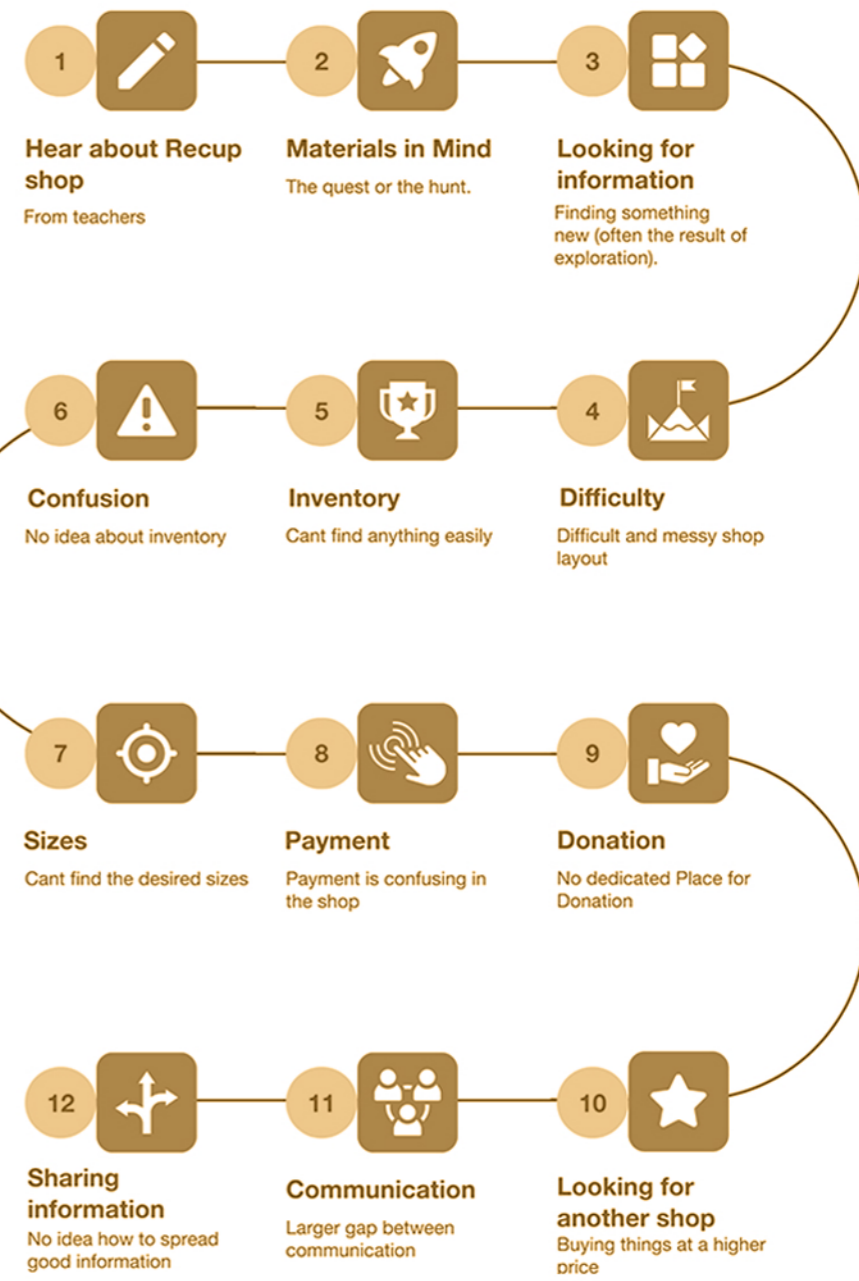 1
Hear about Recup
shop
From teachers
2
Materials in Mind
The quest or the hunt.
3
Looking for
information
Finding something
new (often the result of
exploration).
4
Difficulty
Difficult and messy shop
layout
5
Inventory
Cant find anything easily
6
Confusion
No idea about inventory
7
Sizes
Cant find the desired sizes
8
Payment
Payment is confusing in
the shop
9
Donation
No dedicated Place for
Donation
10
Looking for
another shop
Buying things at a higher
price
11
Communication
Larger gap between
communication
12
Sharing
information
No idea how to spread
good information